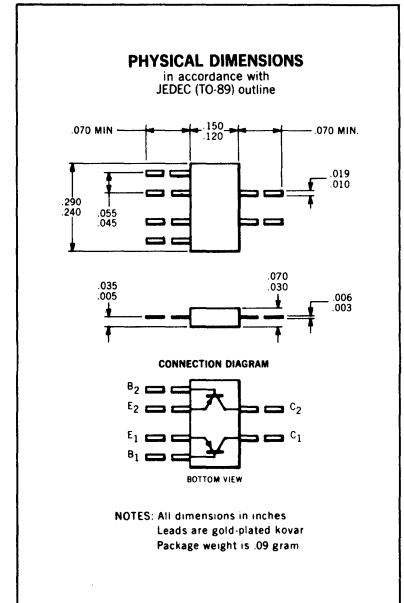 PHYSICAL DIMENSIONS
in accordance with
JEDEC (TO-89) outline
.070 MIN
.150
.120
.070 MIN.
.019
.010
.290
.240
.055
.045
.035
.005
.070
.030
.006
.003
CONNECTION DIAGRAM
B2
E2
C2
E1
C1
B1
BOTTOM VIEW
NOTES: All dimensions in inches
Leads are gold-plated kovar
Package weight is .09 gram